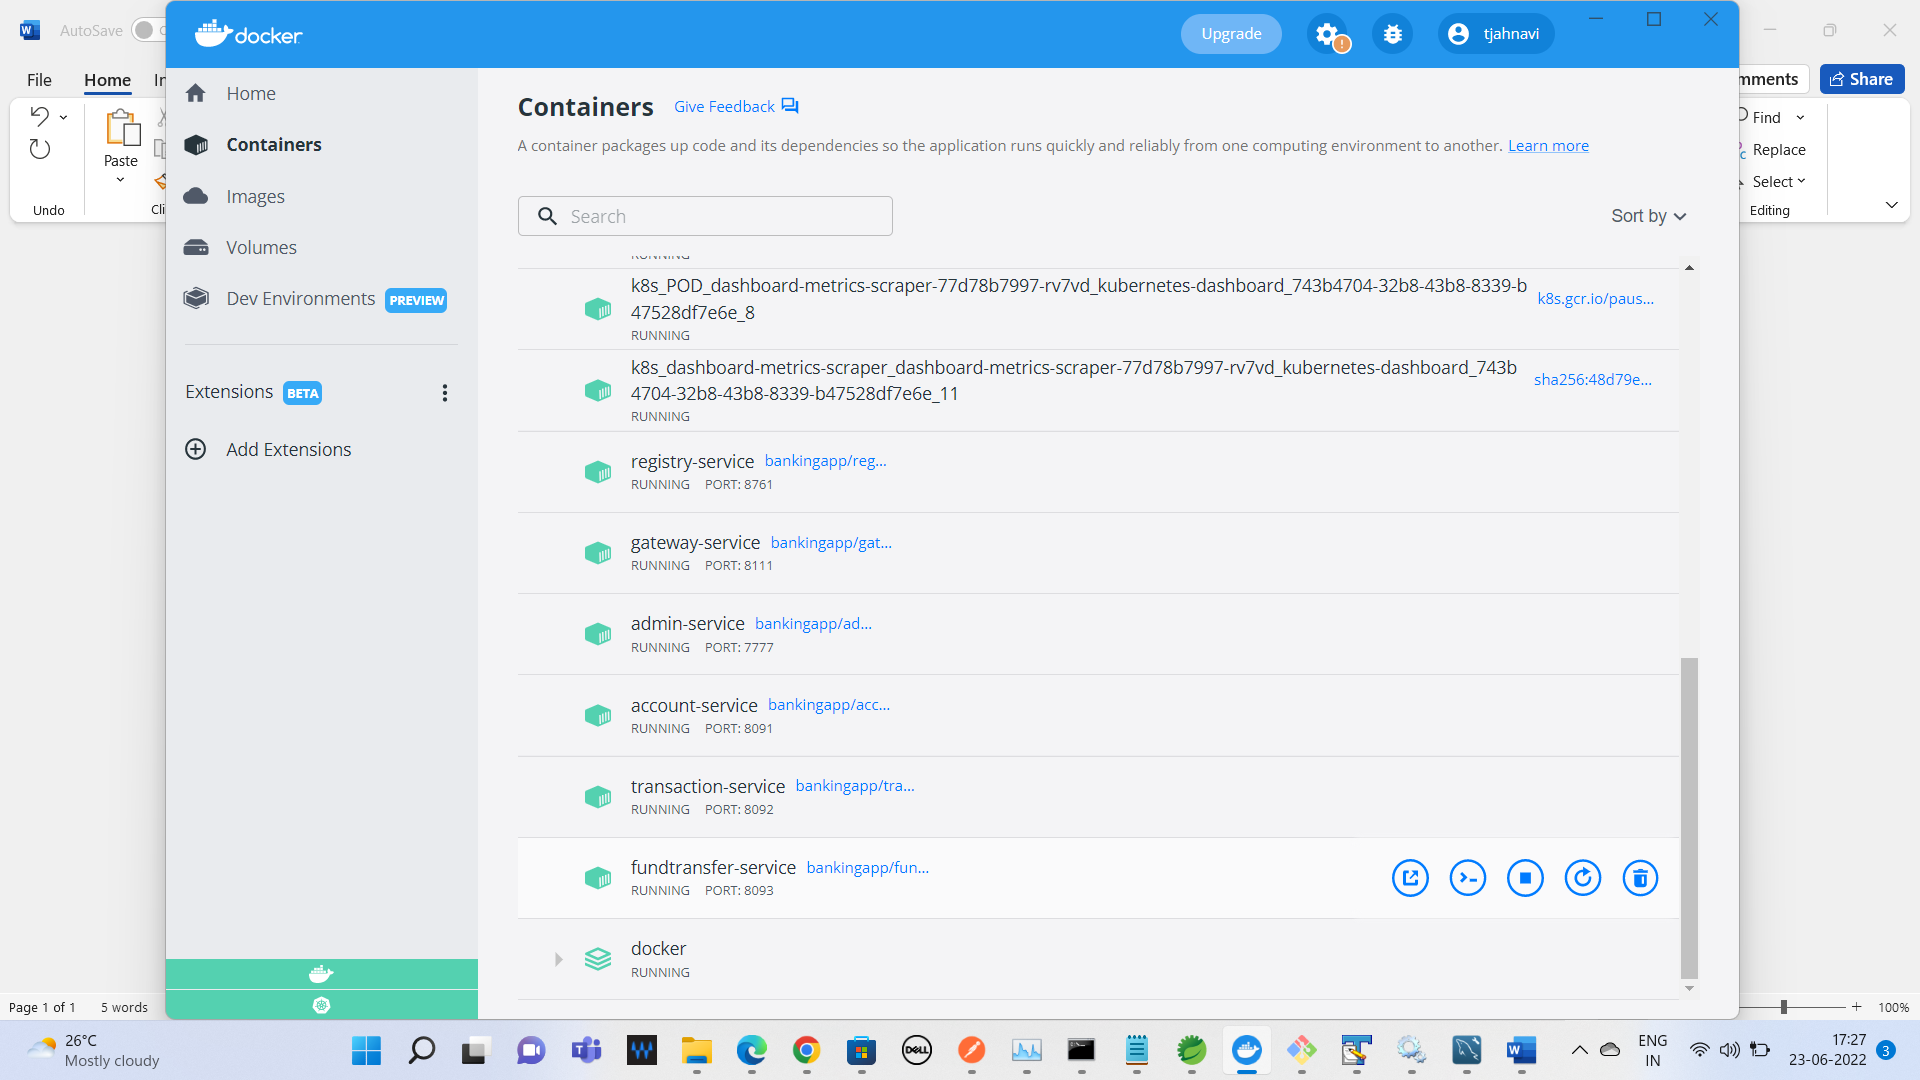 AutoSave
docker
Upgrade
tjahnavi
File
Home
mments
Share
Paste
Undo
Find
Replace
Select
Editing
Home
Containers
Images
Volumes
Dev Environments PREVIEW
Extensions BETA
Add Extensions
Containers Give Feedback
A container packages up code and its dependencies so the application runs quickly and reliably from one computing environment to another. Learn more
Search
Sort by
k8s_POD_dashboard-metrics-scraper-77d78b7997-rv7vd_kubernetes-dashboard_743b4704-32b8-43b8-8339-b
47528df7e6e_8
k8s.gcr.io/paus...
RUNNING
k8s_dashboard-metrics-scraper_dashboard-metrics-scraper-77d78b7997-rv7vd_kubernetes-dashboard_743b
4704-32b8-43b8-8339-b47528df7e6e_11
sha256:48d79e...
RUNNING
registry-service bankingapp/reg...
RUNNING PORT: 8761
gateway-service bankingapp/gat...
RUNNING PORT: 8111
admin-service bankingapp/ad...
RUNNING PORT: 7777
account-service bankingapp/acc...
RUNNING PORT: 8091
transaction-service bankingapp/tra...
RUNNING PORT: 8092
fundtransfer-service bankingapp/fun...
RUNNING PORT: 8093
docker
RUNNING
Page 1 of 1 5 words
100%
26°C
Mostly cloudy
DELL
ENG
IN
17:27
23-06-2022
3